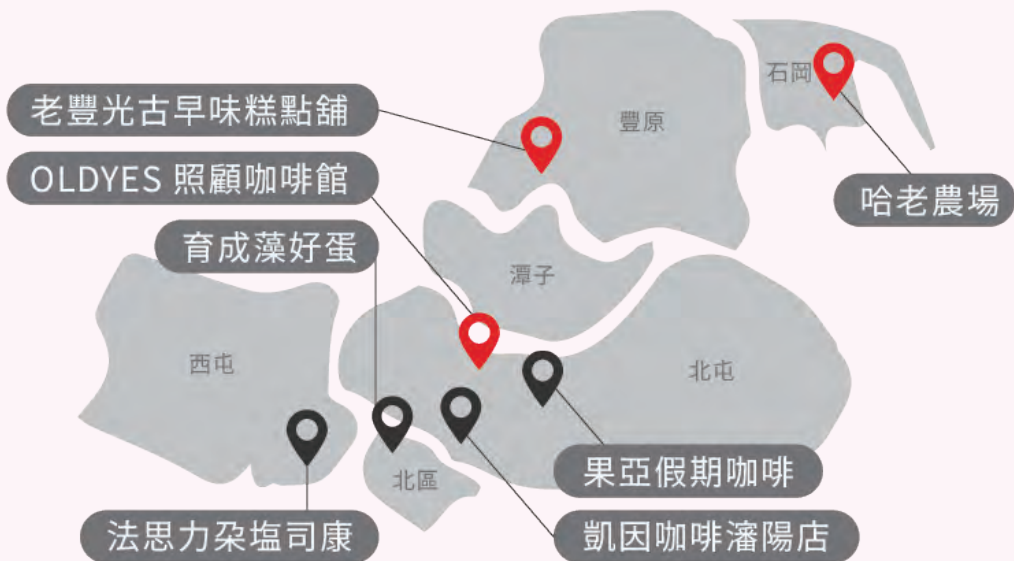 石岡
老豐光古早味糕點舖
豐原
OLDYES 照顧咖啡館
哈老農場
育成藻好蛋
潭子
西屯
北屯
北區
果亞假期咖啡
法思力朶塩司康
凱因咖啡瀋陽店